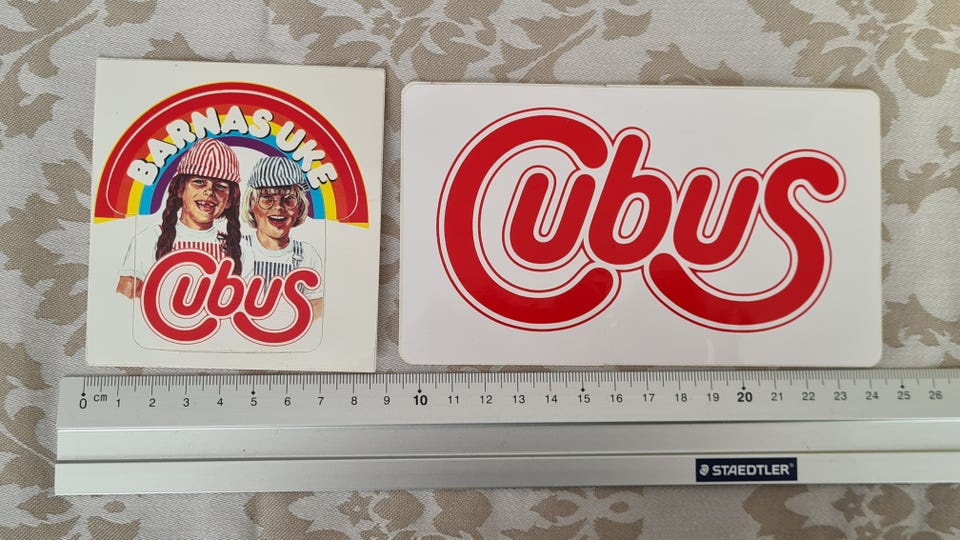 BARNAS UKE
Cubus
Cubus
0 cm 1 2 3 4 5 6 7 8 9 10 11 12 13 14 15 16 17 18 19 20 21 22 23 24 25 26
STAEDTLER